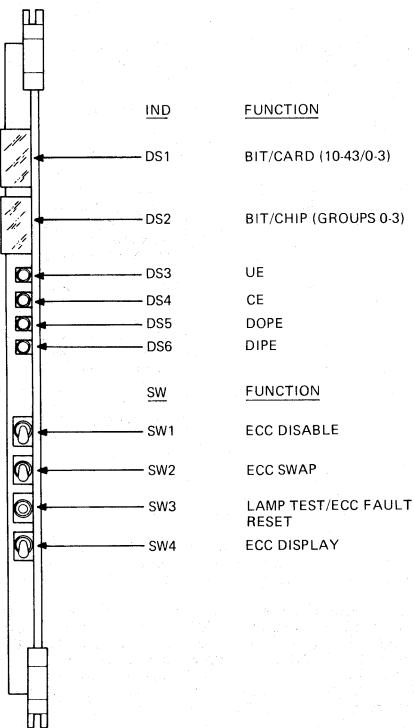 IND FUNCTION
DS1 BIT/CARD (10-43/0-3)
DS2 BIT/CHIP (GROUPS 0-3)
DS3 UE
DS4 CE
DS5 DOPE
DS6 DIPE
SW FUNCTION
SW1 ECC DISABLE
SW2 ECC SWAP
SW3 LAMP TEST/ECC FAULT
RESET
SW4 ECC DISPLAY